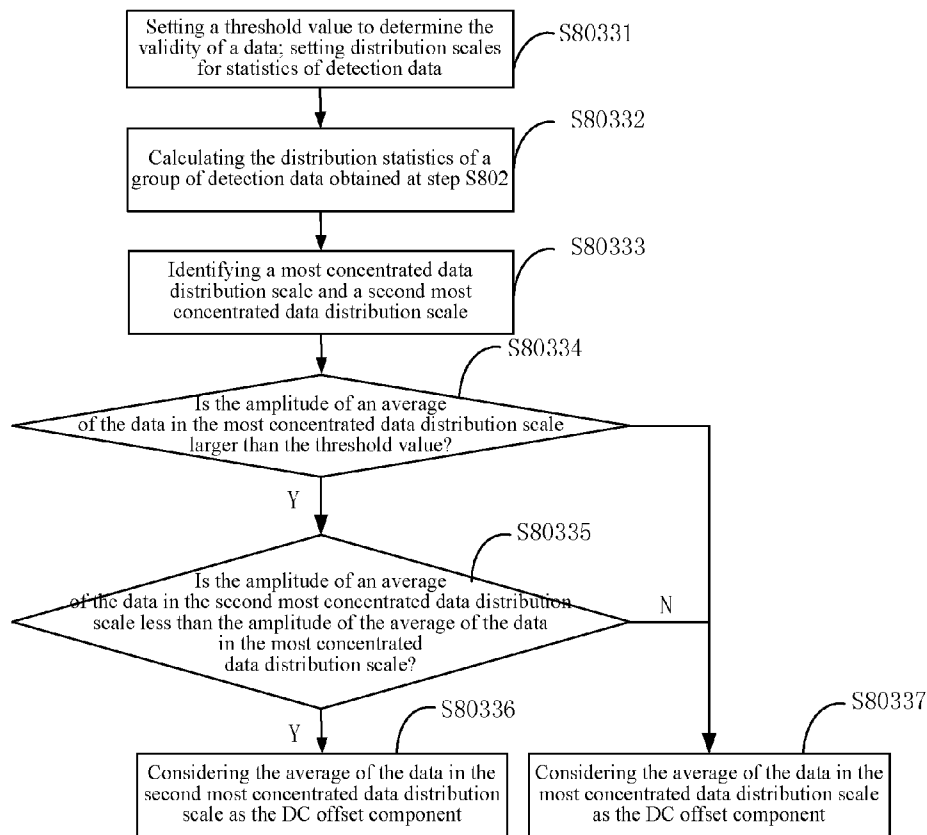 Setting a threshold value to determine the
validity of a data; setting distribution scales
for statistics of detection data
S80331
S80332
Calculating the distribution statistics of a
group of detection data obtained at step S802
S80333
Identifying a most concentrated data
distribution scale and a second most
concentrated data distribution scale
S80334
Is the amplitude of an average
of the data in the most concentrated data distribution scale
larger than the threshold value?
Y
S80335
Is the amplitude of an average
of the data in the second most concentrated data distribution
scale less than the amplitude of the average of the data
in the most concentrated
data distribution scale?
N
Y
S80336
S80337
Considering the average of the data in the
second most concentrated data distribution
scale as the DC offset component
Considering the average of the data in the
most concentrated data distribution scale
as the DC offset component